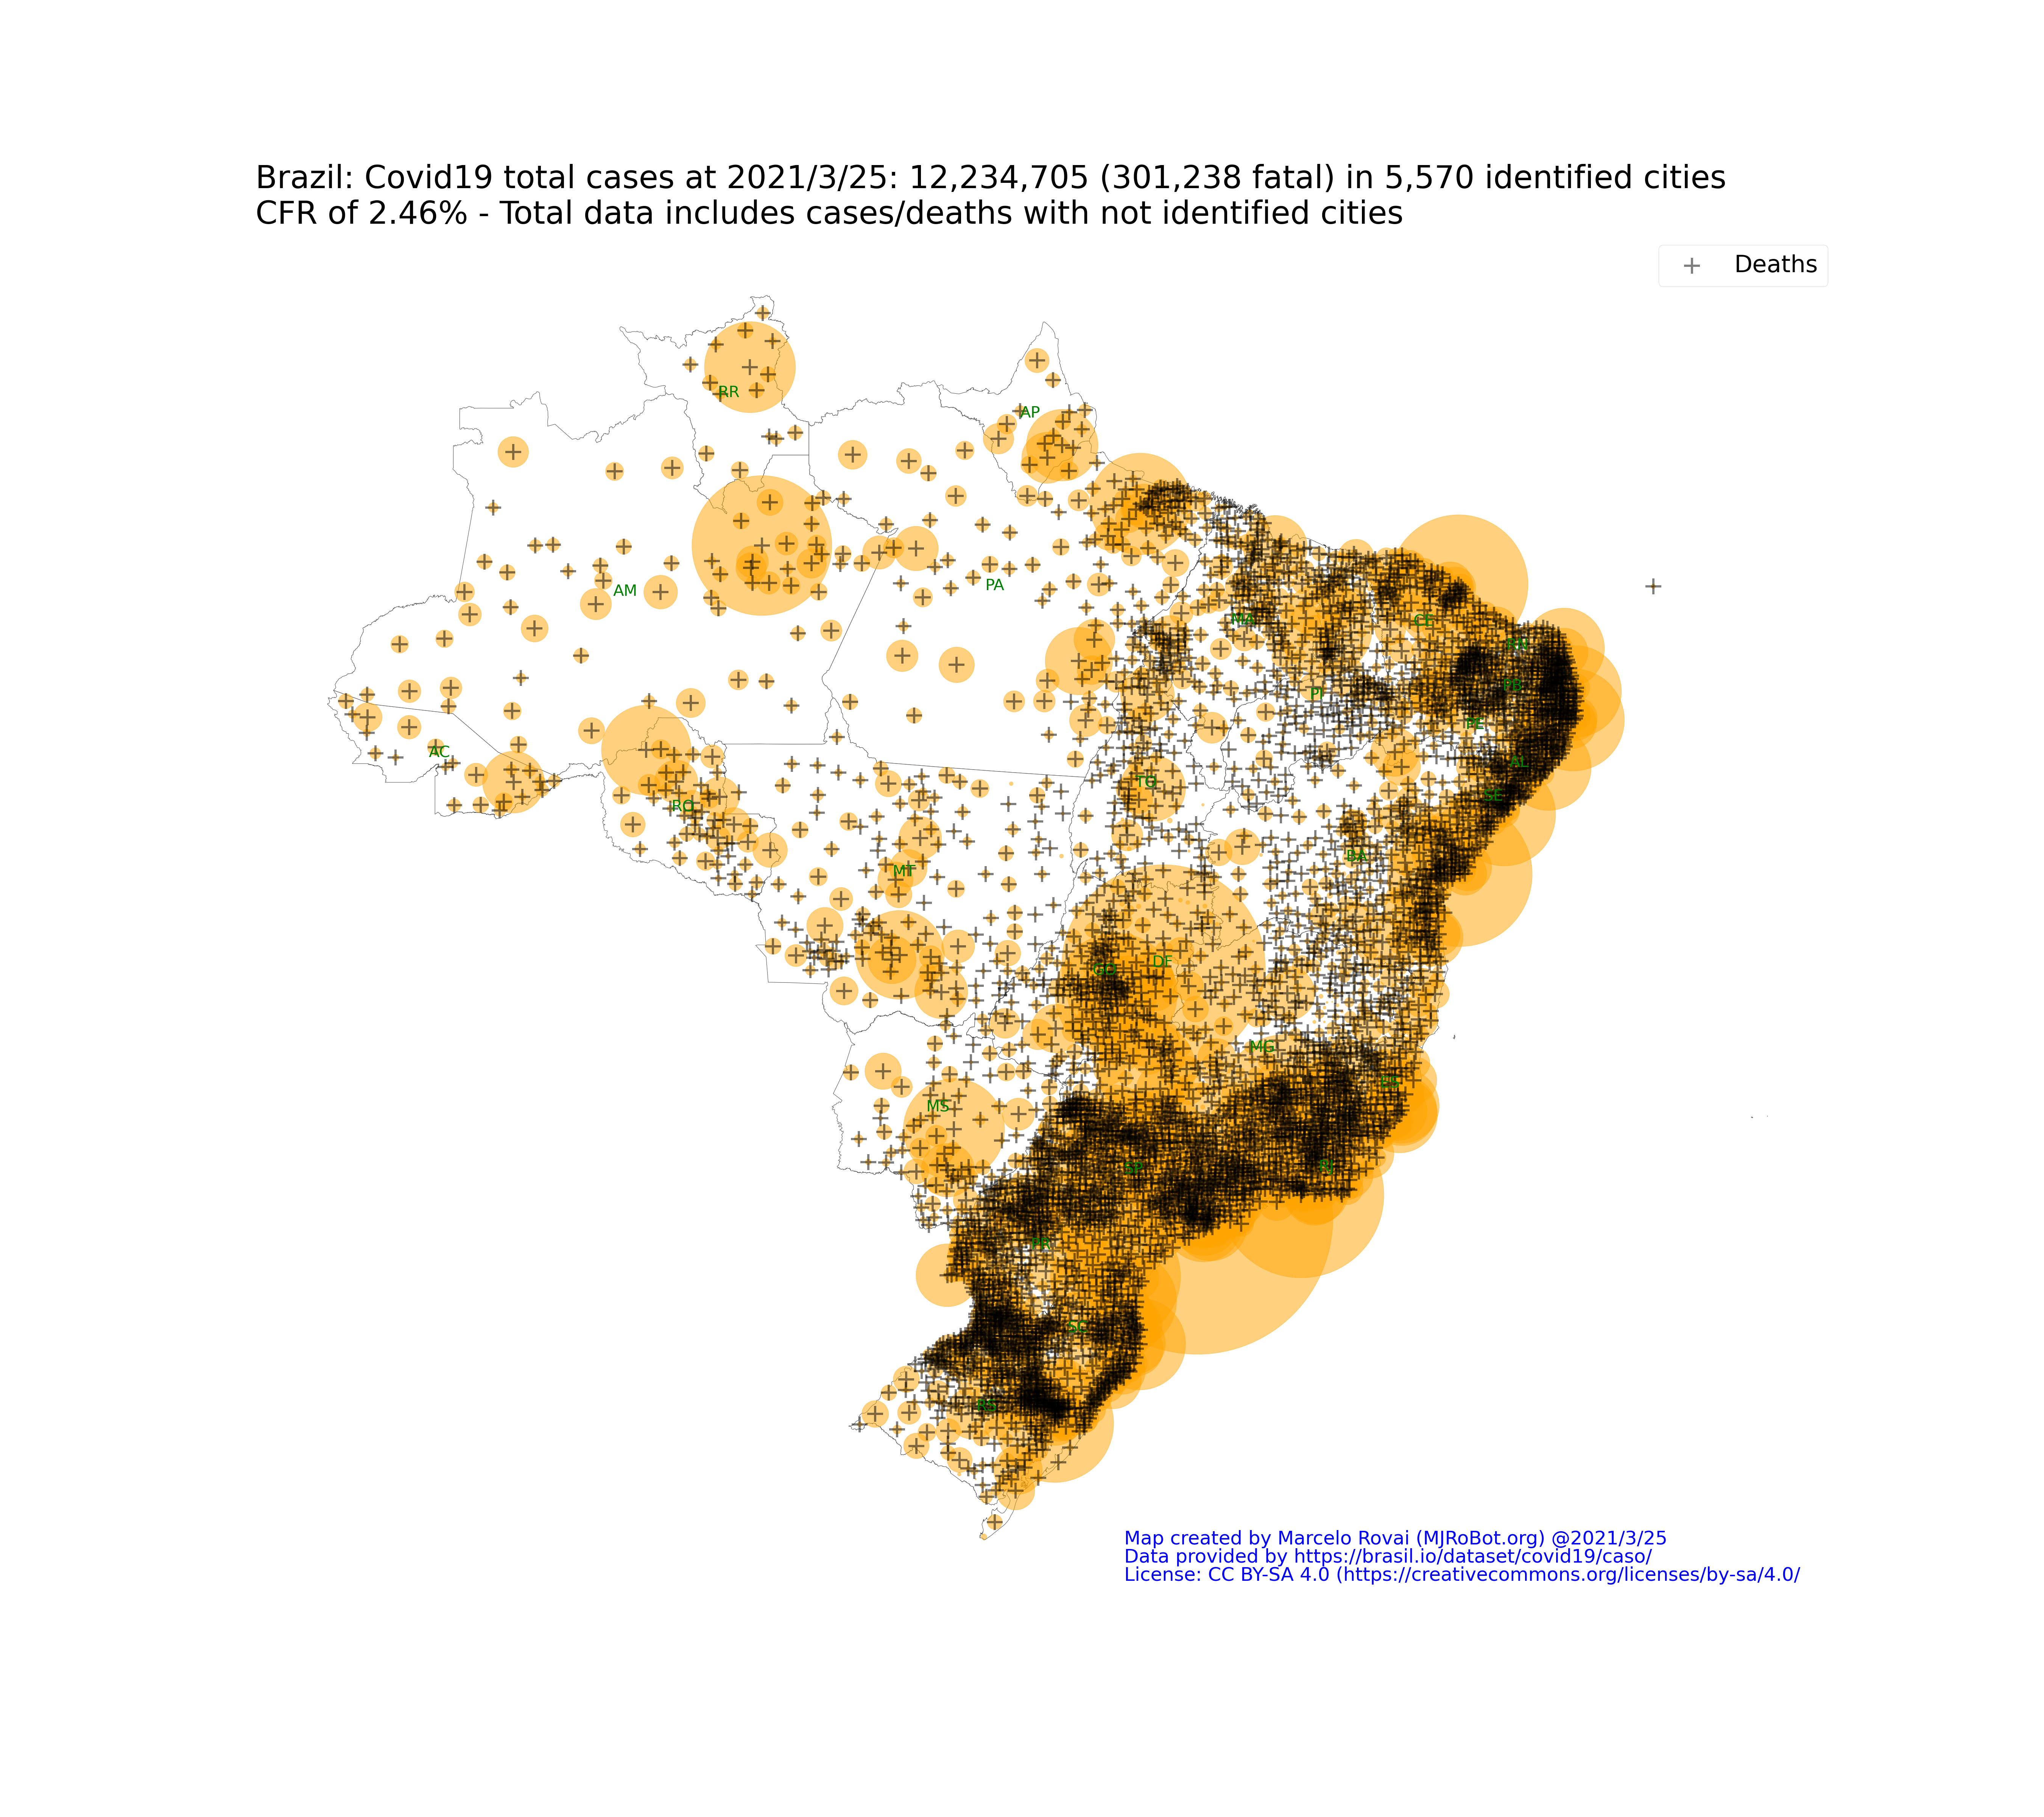 Brazil: Covid19 total cases at 2021/3/25: 12,234,705 (301,238 fatal) in 5,570 identified cities
CFR of 2.46% - Total data includes cases/deaths with not identified cities
Deaths
RR
AP
AM
PA
MA
CE
RN
PB
PI
PE
AC
AL
TO
SE
RO
BA
MT
DF
GO
MG
ES
MS
SP
RJ
PR
SC
RS
Map created by Marcelo Rovai (MJRoBot.org) @2021/3/25
Data provided by https://brasil.io/dataset/covid19/caso/
License: CC BY-SA 4.0 (https://creativecommons.org/licenses/by-sa/4.0/